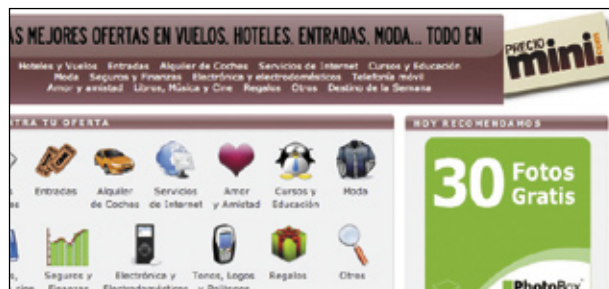 AS MEJORES OFERTAS EN VUELOS, HOTELES, ENTRADAS, MODA... TODO EN
PRECIO
mini.com
Hoteles y Vuelos Entradas Alquiler de Coches Servicios de Internet Cursos y Educación
Moda Seguros y Finanzas Electrónica y electrodomésticos Telefonía móvil
Amor y amistad Libros, Música y Cine Regalos Otros Destino de la Semana
NTRA TU OFERTA
HOY RECOMENDAMOS
Entradas
Alquiler
de Coches
Servicios
de Internet
Amor
y Amistad
Cursos y
Educación
Moda
30 Fotos
Gratis
Seguros y
Finanzas
Electrónica y
Electrodomésticos
Tonos, Logos
y Politonos
Regalos
Otros
PhotoBox